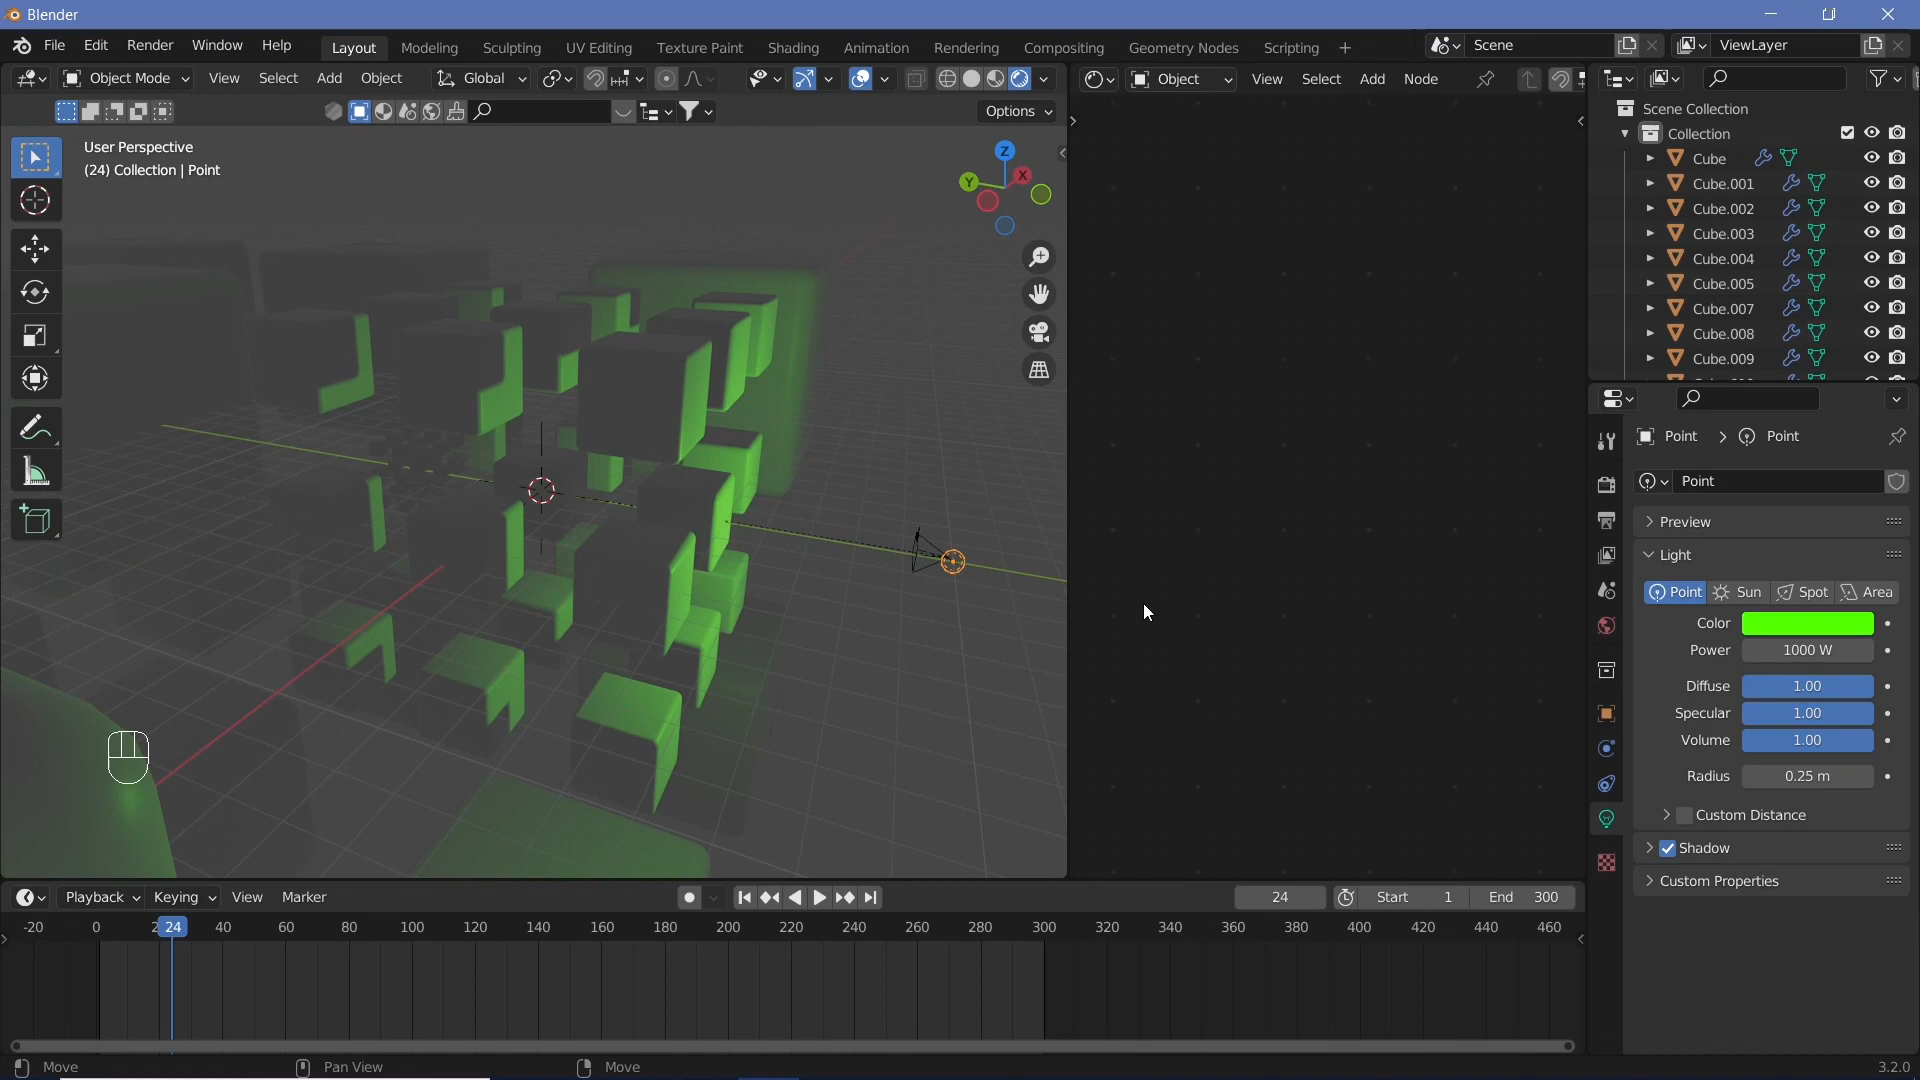 Blender
File Edit Render Window Help Layout Modeling Sculpting UV Editing Texture Paint Shading Animation Rendering Compositing Geometry Nodes Scripting + Scene ViewLayer
Object Mode View Select Add Object Global Object View Select Add Node
Options
User Perspective
(24) Collection | Point
Z
Y
X
Scene Collection
Collection
Cube
Cube.001
Cube.002
Cube.003
Cube.004
Cube.005
Cube.007
Cube.008
Cube.009
Point > Point
Point
Preview
Light
Point Sun Spot Area
Color
Power 1000 W
Diffuse 1.00
Specular 1.00
Volume 1.00
Radius 0.25 m
Custom Distance
Shadow
Custom Properties
Playback Keying View Marker 24 Start 1 End 300
-20 0 24 40 60 80 100 120 140 160 180 200 220 240 260 280 300 320 340 360 380 400 420 440 460
Move Pan View Move 3.2.0